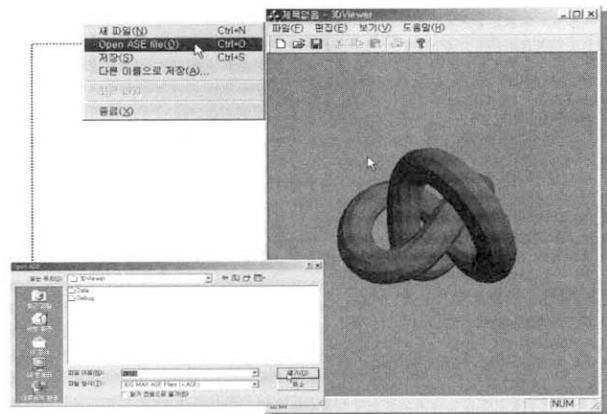 새 파일(N) Ctrl+N
Open ASE file(O) Ctrl+O
저장(S) Ctrl+S
다른 이름으로 저장(A)...
종료(X)
제목없음 - 3DViewer
파일(F) 편집(E) 보기(V) 도움말(H)
Open ASE
3DViewer
Data
Debug
파일 이름(N):
열기(O)
파일 형식(T):
3DS MAX ASE Files (*.ASE)
취소
읽기 전용으로 열기(R)
NUM